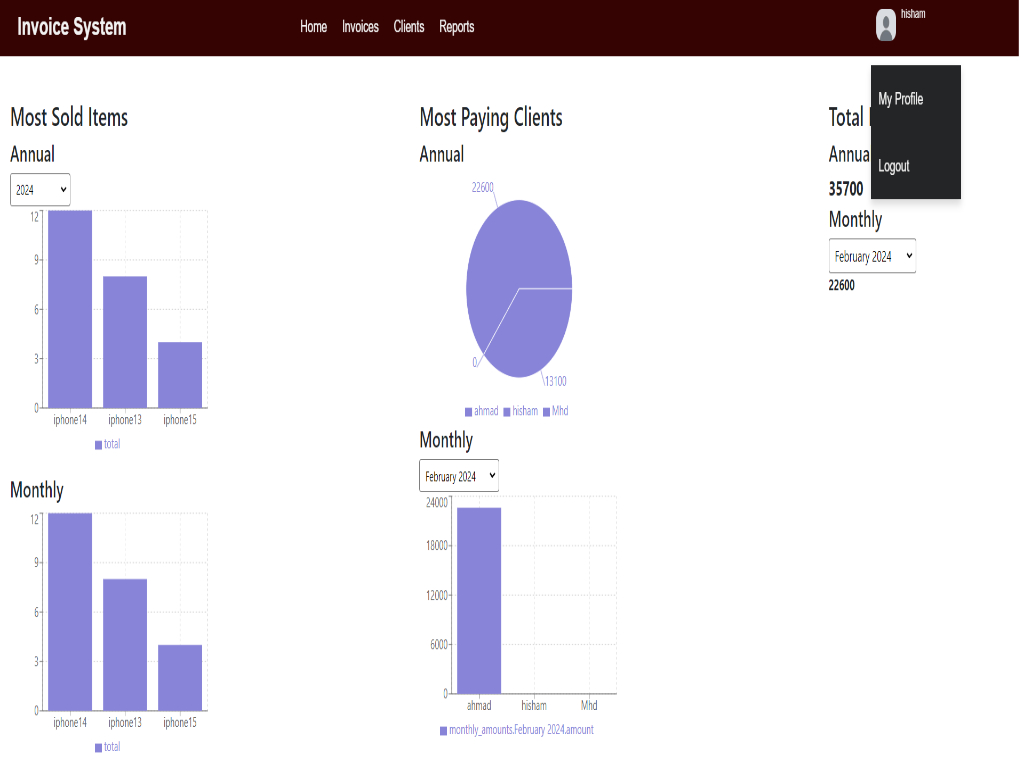 Invoice System
Home Invoices Clients Reports
hisham
My Profile
Logout
Most Sold Items
Annual
2024
12
9
6
3
0
iphone14 iphone13 iphone15
total
Monthly
12
9
6
3
0
iphone14 iphone13 iphone15
total
Most Paying Clients
Annual
22600
0
13100
ahmad hisham Mhd
Monthly
February 2024
24000
18000
12000
6000
0
ahmad hisham Mhd
monthly_amounts.February 2024.amount
Total
Annua
35700
Monthly
February 2024
22600